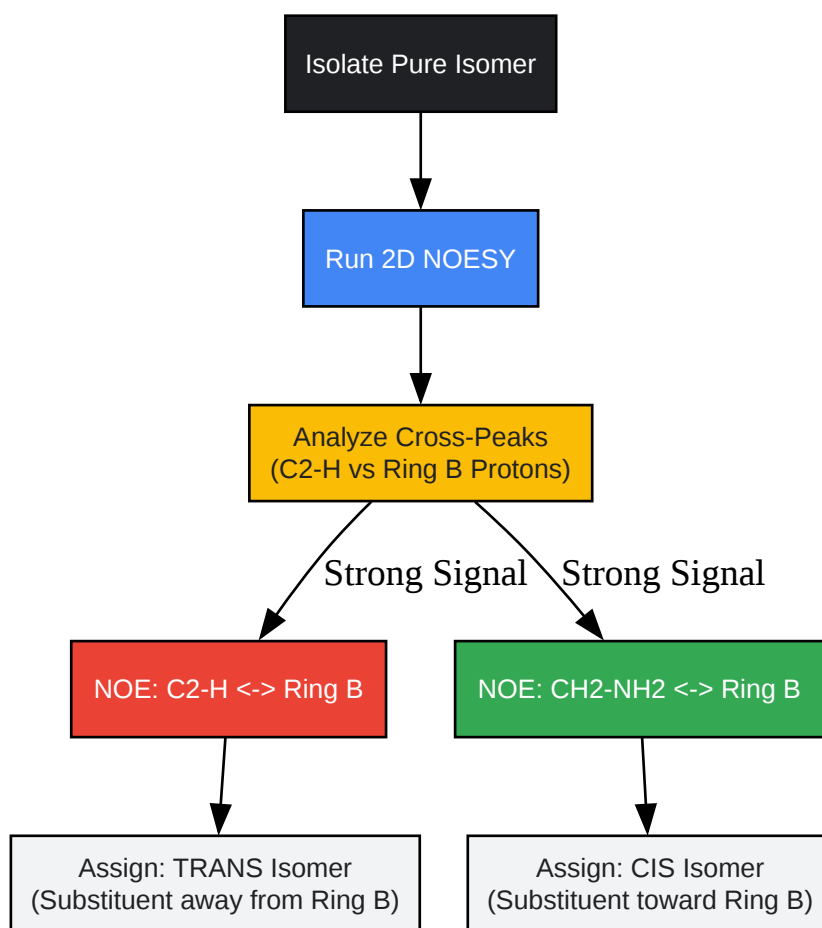 Isolate Pure Isomer
Run 2D NOESY
Analyze Cross-Peaks
(C2-H vs Ring B Protons)
Strong Signal
Strong Signal
NOE: C2-H <-> Ring B
NOE: CH2-NH2 <-> Ring B
Assign: TRANS Isomer
(Substituent away from Ring B)
Assign: CIS Isomer
(Substituent toward Ring B)